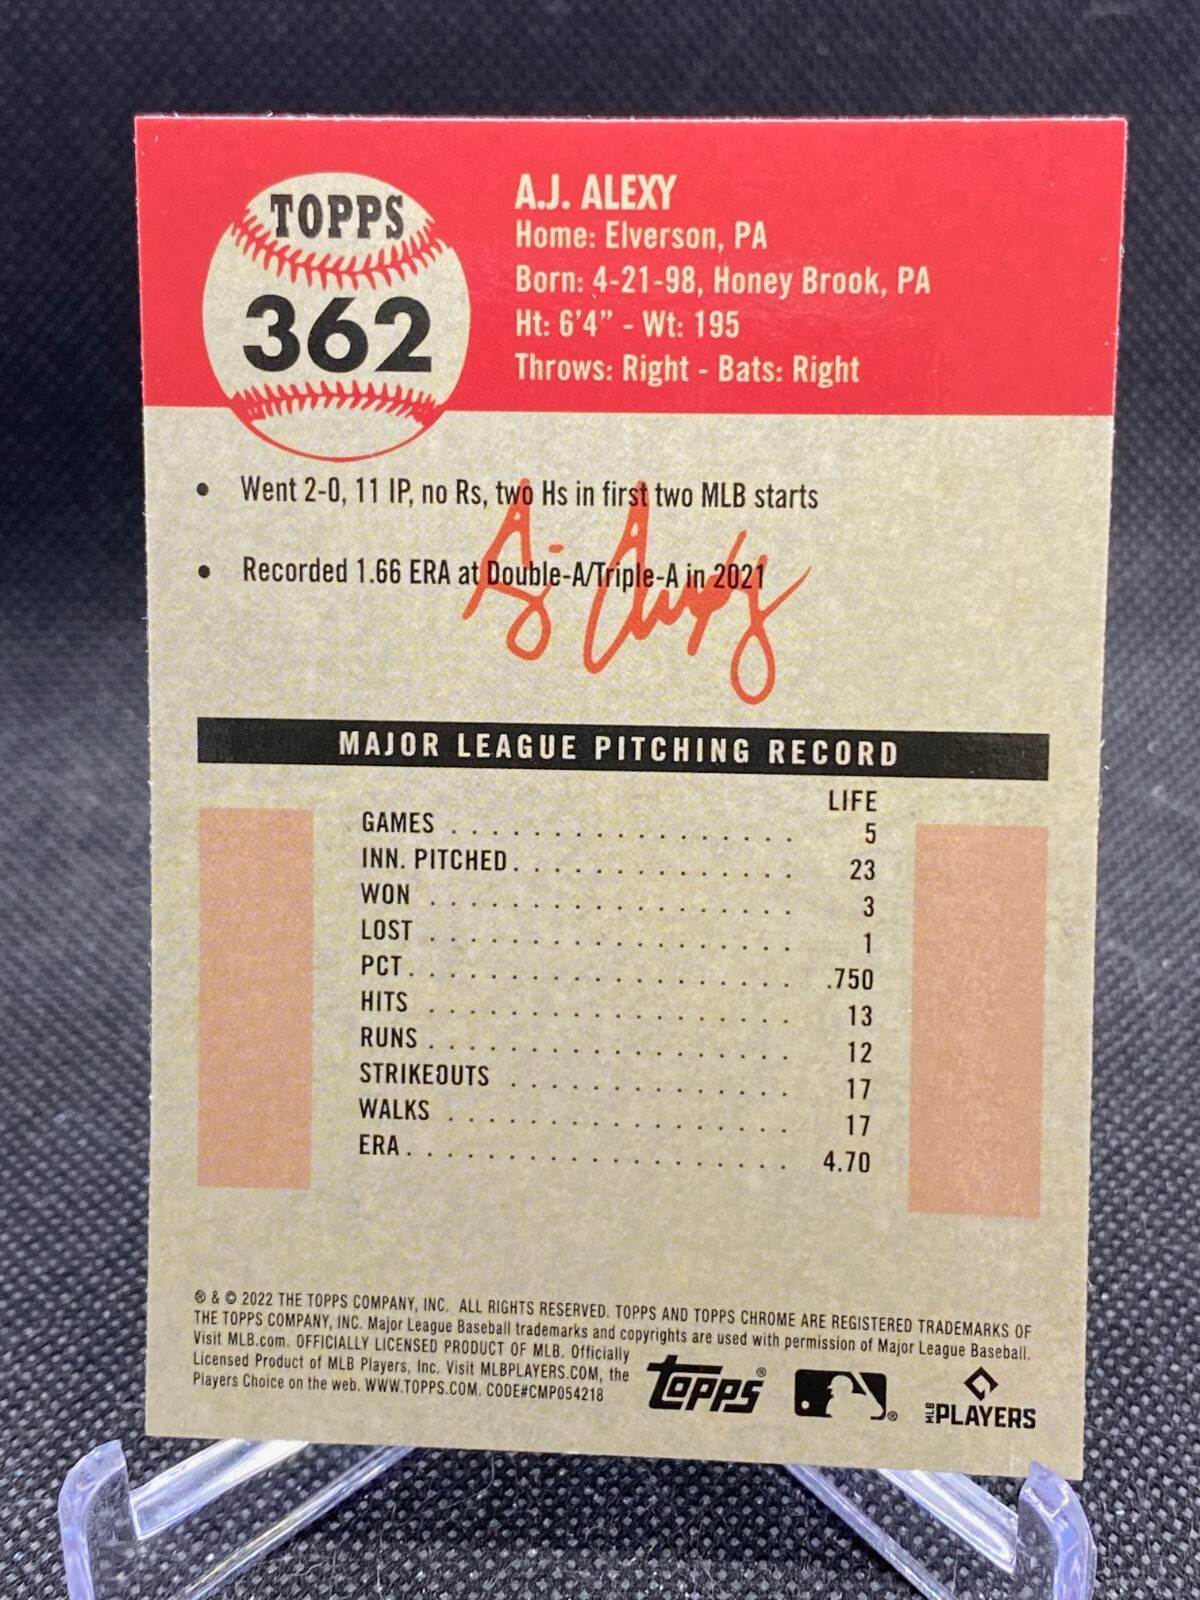 TOPPS
362
A.J. ALEXY
Home: Elverson, PA
Born: 4-21-98, Honey Brook, PA
Ht: 6'4” - Wt: 195
Throws: Right - Bats: Right
• Went 2-0, 11 IP, no Rs, two Hs in first two MLB starts
• Recorded 1.66 ERA at Double-A/Triple-A in 2021
MAJOR LEAGUE PITCHING RECORD
LIFE
GAMES . . . . . . . . . . . . . . . . . 5
INN. PITCHED. . . . . . . . . . . . . . 23
WON . . . . . . . . . . . . . . . . . . 3
LOST . . . . . . . . . . . . . . . . . . 1
PCT. . . . . . . . . . . . . . . . . . . .750
HITS . . . . . . . . . . . . . . . . . . 13
RUNS . . . . . . . . . . . . . . . . . . 12
STRIKEOUTS . . . . . . . . . . . . . . 17
WALKS . . . . . . . . . . . . . . . . . 17
ERA. . . . . . . . . . . . . . . . . . . 4.70
® & © 2022 THE TOPPS COMPANY, INC. ALL RIGHTS RESERVED. TOPPS AND TOPPS CHROME ARE REGISTERED TRADEMARKS OF
THE TOPPS COMPANY, INC. Major League Baseball trademarks and copyrights are used with permission of Major League Baseball.
Visit MLB.com. OFFICIALLY LICENSED PRODUCT OF MLB. Officially
Licensed Product of MLB Players, Inc. Visit MLBPLAYERS.COM, the
Players Choice on the web. WWW.TOPPS.COM. CODE#CMP054218
Topps®
®
MLB PLAYERS